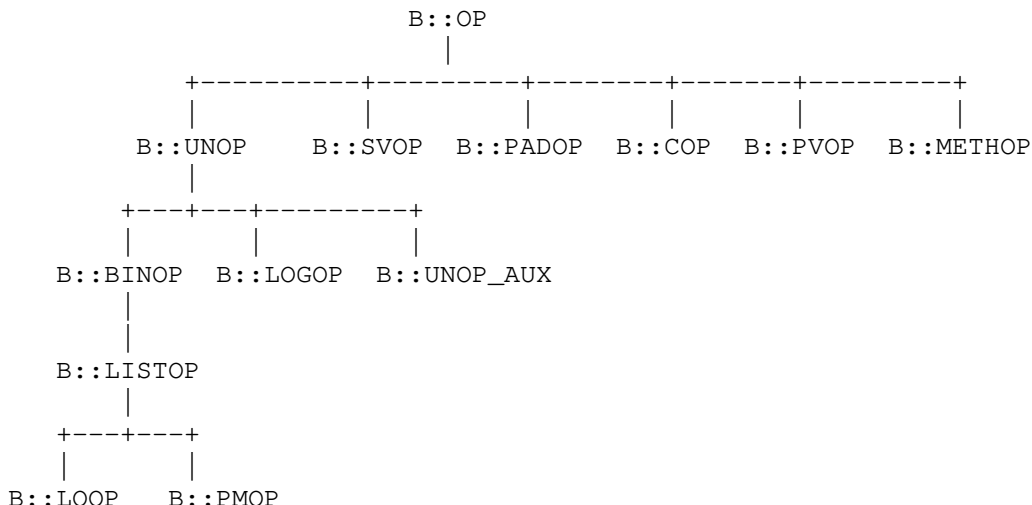 B::OP
B::UNOP B::SVOP B::PADOP B::COP B::PVOP B::METHOP
B::BINOP B::LOGOP B::UNOP_AUX
B::LISTOP
B::LOOP B::PMOP